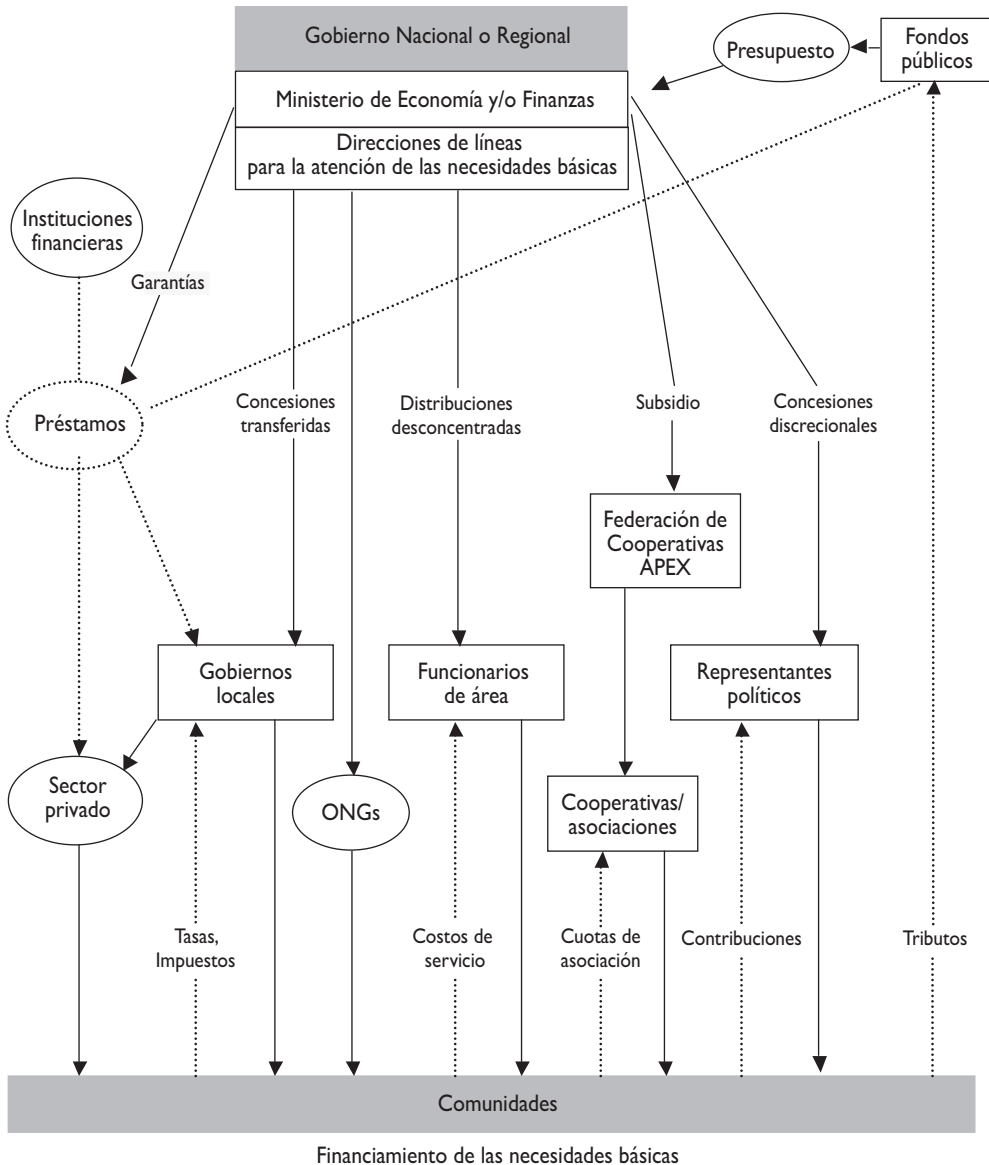 Gobierno Nacional o Regional
Presupuesto
Fondos
públicos
Ministerio de Economía y/o Finanzas
Direcciones de líneas
para la atención de las necesidades básicas
Instituciones
financieras
Garantías
Préstamos
Concesiones
transferidas
Distribuciones
desconcentradas
Subsidio
Concesiones
discrecionales
Federación de
Cooperativas
APEX
Gobiernos
locales
Funcionarios
de área
Representantes
políticos
Sector
privado
ONGs
Cooperativas/
asociaciones
Tasas,
Impuestos
Costos de
servicio
Cuotas de
asociación
Contribuciones
Tributos
Comunidades
Financiamiento de las necesidades básicas